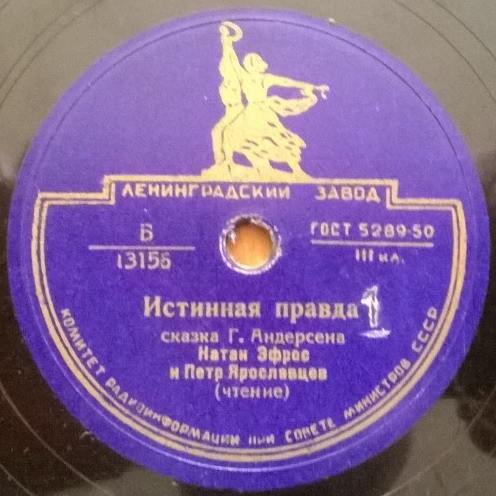 ЛЕНИНГРАДСКИЙ ЗАВОД
Б
13156
ГОСТ 5289-50
III кл.
Истинная правда 1
сказка Г. Андерсена
Натан Эфрос
и Петр Ярославцев
(чтение)
КОМИТЕТ РАДИОИНФОРМАЦИИ ПРИ СОВЕТЕ МИНИСТРОВ СССР